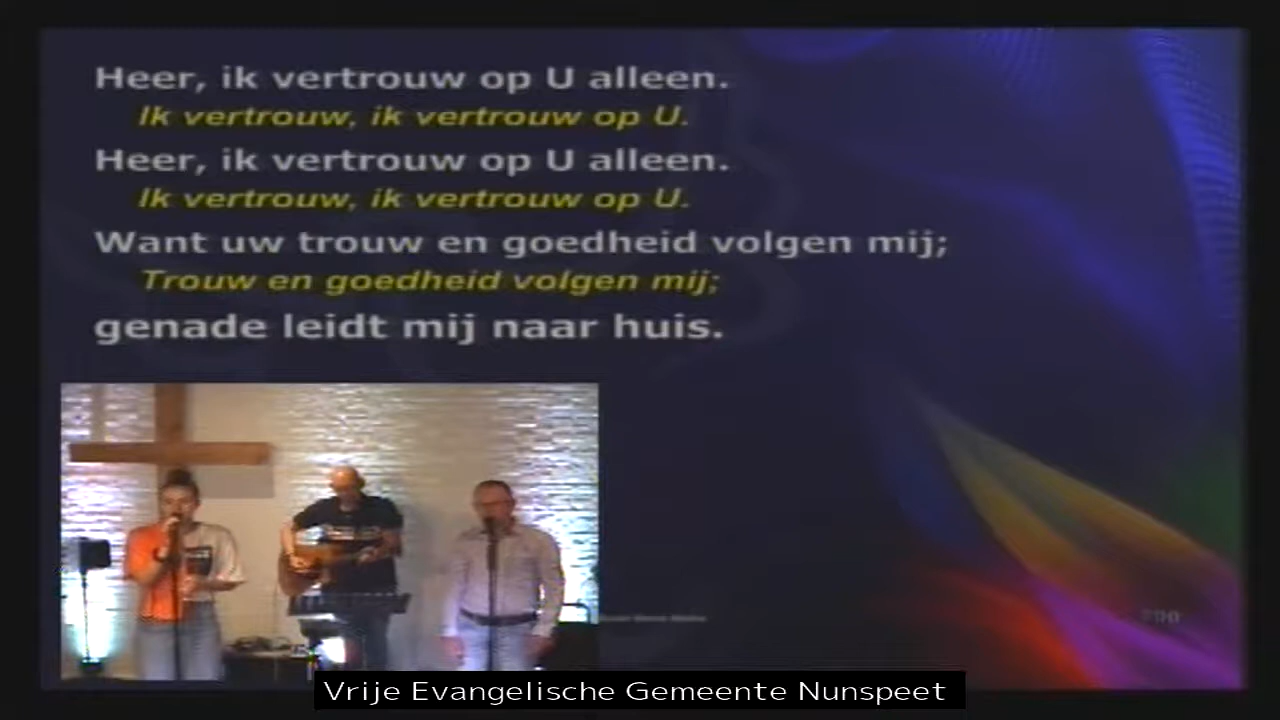 Heer, ik vertrouw op U alleen.
Ik vertrouw, ik vertrouw op U.
Heer, ik vertrouw op U alleen.
Ik vertrouw, ik vertrouw op U.
Want uw trouw en goedheid volgen mij;
Trouw en goedheid volgen mij;
genade leidt mij naar huis.
Vrije Evangelische Gemeente Nunspeet